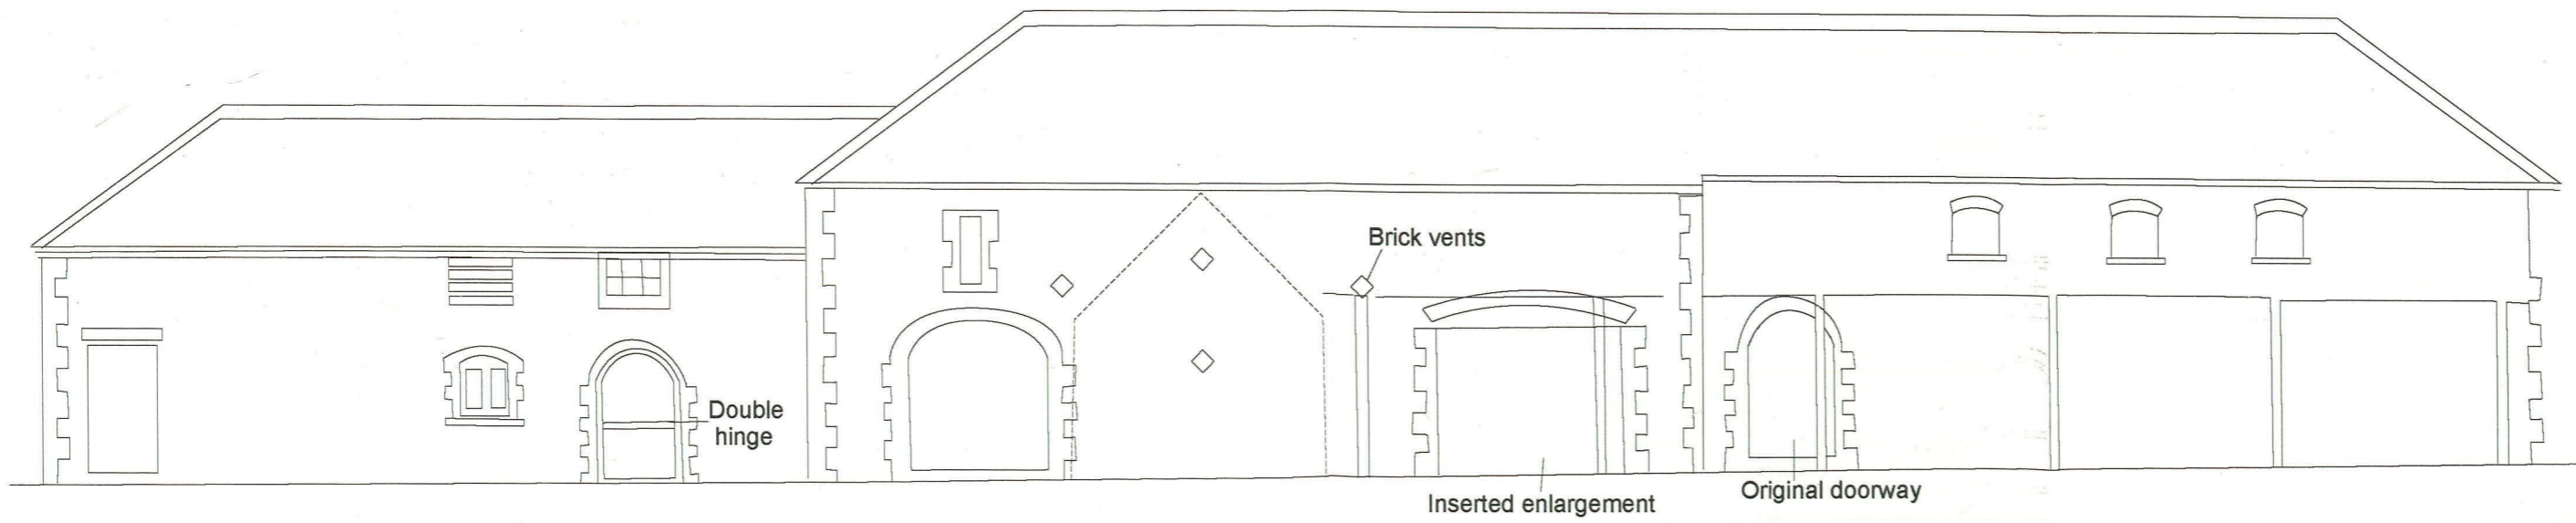 Brick vents
Double
hinge
Inserted enlargement
Original doorway